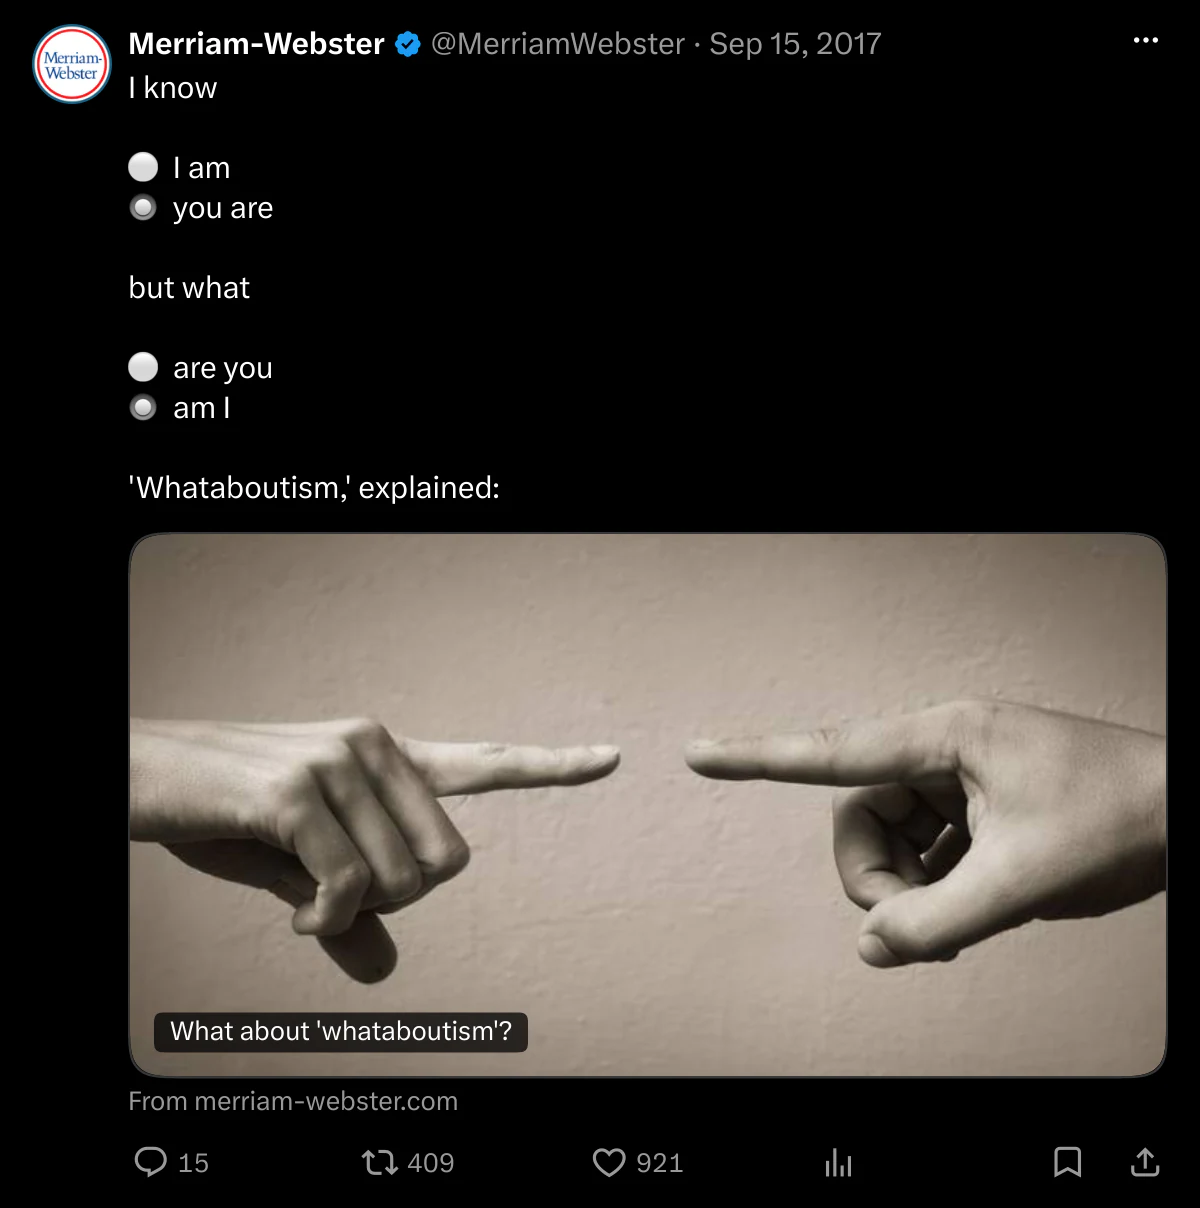 Merriam-Webster @MerriamWebster · Sep 15, 2017
Merriam-
Webster
I know
⚪ I am
🔘 you are
but what
⚪ are you
🔘 am I
'Whataboutism,' explained:
What about 'whataboutism'?
From merriam-webster.com
15 409 921